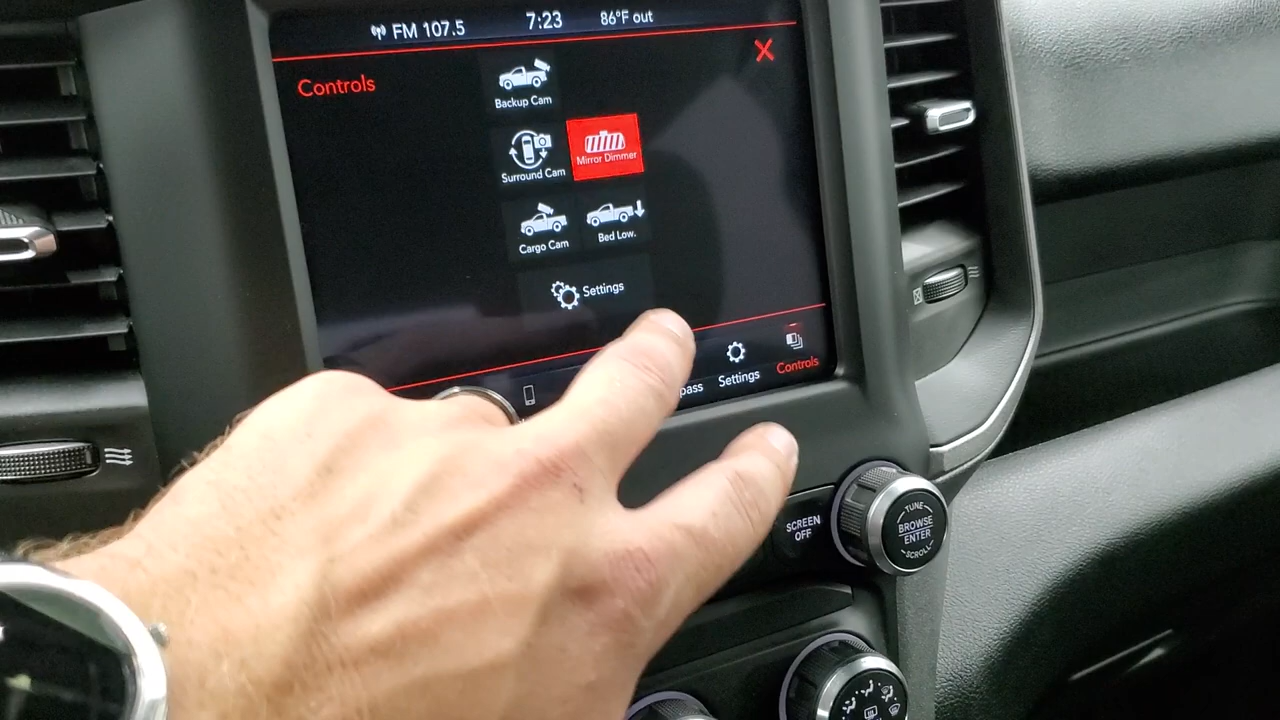 FM 107.5 7:23 86°F out
Controls
Backup Cam
Surround Cam Mirror Dimmer
Cargo Cam Bed Low.
Settings
pass Settings Controls
SCREEN
OFF
TUNE
BROWSE
ENTER
SCROLL